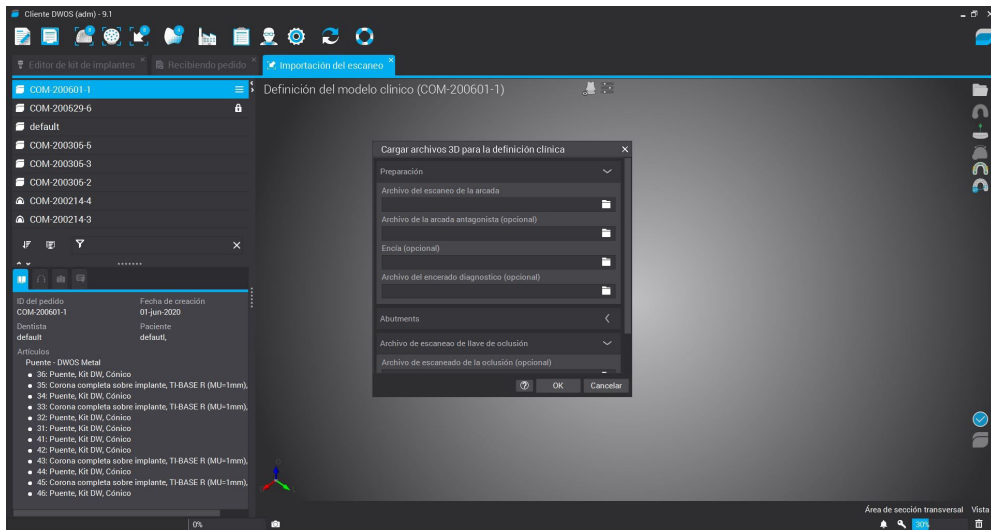 Cliente DWOS (adm) - 9.1
Editor de kit de implantes
Recibiendo pedido
Importación del escaneo
COM-200601-1
COM-200529-6
default
COM-200305-5
COM-200305-3
COM-200305-2
COM-200214-4
COM-200214-3
Definición del modelo clínico (COM-200601-1)
Cargar archivos 3D para la definición clínica
Preparación
Archivo del escaneo de la arcada
Archivo de la arcada antagonista (opcional)
Encía (opcional)
Archivo del encerado diagnostico (opcional)
Abutments
Archivo de escaneao de llave de oclusión
Archivo de escaneado de la oclusión (opcional)
OK
Cancelar
ID del pedido
Fecha de creación
COM-200601-1
01-jun-2020
Dentista
Paciente
default
defautl,
Artículos
Puente - DWOS Metal
36: Puente, Kit DW, Cónico
35: Corona completa sobre implante, TI-BASE R (MU=1mm),
34: Puente, Kit DW, Cónico
33: Corona completa sobre implante, TI-BASE R (MU=1mm),
32: Puente, Kit DW, Cónico
31: Puente, Kit DW, Cónico
41: Puente, Kit DW, Cónico
42: Puente, Kit DW, Cónico
43: Corona completa sobre implante, TI-BASE R (MU=1mm),
44: Puente, Kit DW, Cónico
45: Corona completa sobre implante, TI-BASE R (MU=1mm),
46: Puente, Kit DW, Cónico
Área de sección transversal
Vista
0%
30%